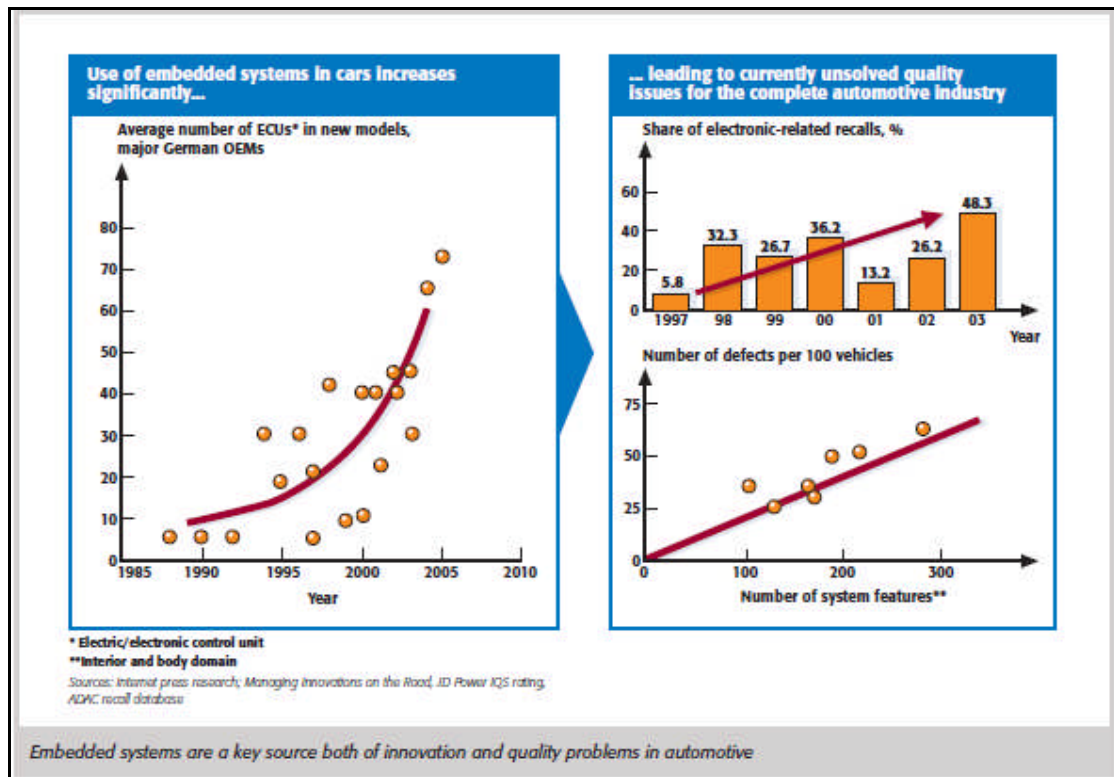 Use of embedded systems in cars increases
significantly...
Average number of ECUs* in new models,
major German OEMs
80
70
60
50
40
30
20
10
0
1985 1990 1995 2000 2005 2010
Year
* Electric/electronic control unit
**Interior and body domain
Sources: Internet press research; Managing Innovations on the Road, JD Power IQS rating,
ADAC recall database
... leading to currently unsolved quality
issues for the complete automotive industry
Share of electronic-related recalls, %
60
40
20
0
5.8 32.3 26.7 36.2 13.2 26.2 48.3
1997 98 99 00 01 02 03
Year
Number of defects per 100 vehicles
75
50
25
0
0 100 200 300
Number of system features**
Embedded systems are a key source both of innovation and quality problems in automotive